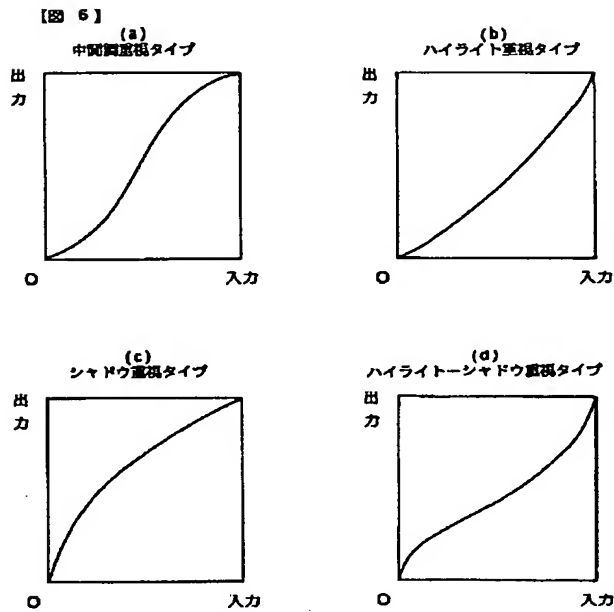 【図 6】
(a)
中間調重視タイプ
出
力
O
入力
(b)
ハイライト重視タイプ
出
力
O
入力
(c)
シャドウ重視タイプ
出
力
O
入力
(d)
ハイライトーシャドウ重視タイプ
出
力
O
入力